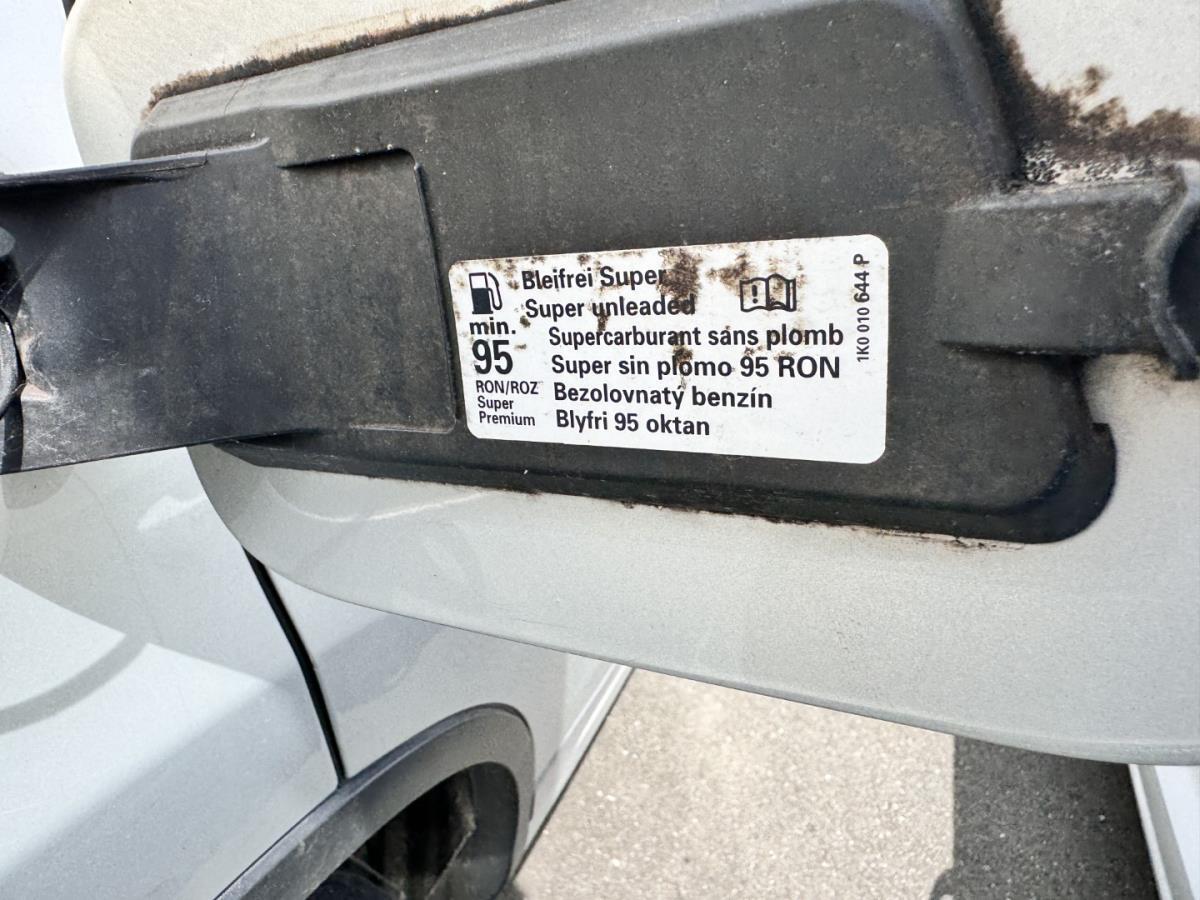 Bleifrei Super
Super unleaded
Supercarburant sans plomb
Super sin plomo 95 RON
Bezolovnatý benzín
Blyfri 95 oktan
min.
95
RON/ROZ
Super
Premium
1K0 010 644 P